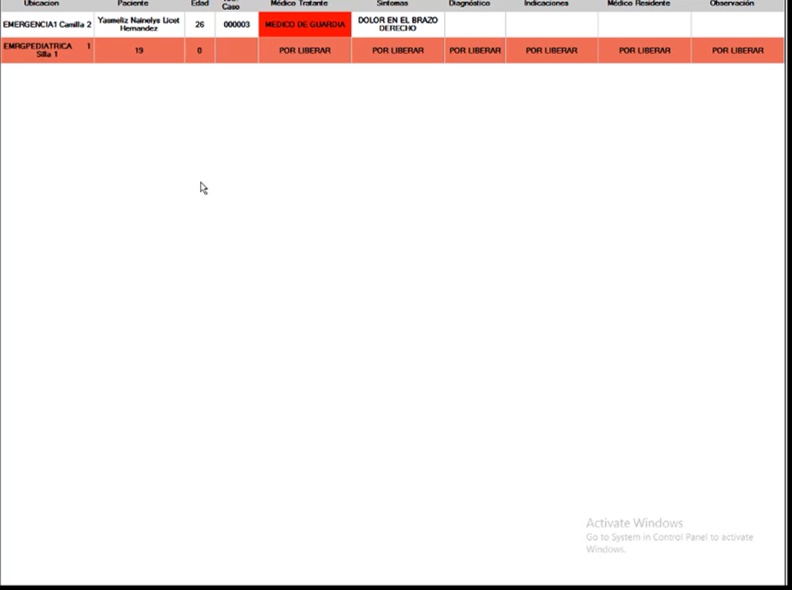 Ubicacion Paciente Edad Caso Médico Tratante Sintomas Diagnóstico Indicaciones Médico Residente Observación
EMERGENCIA1 Camilla 2 Yasmeliz Nainelys Licet Hernandez 26 000003 MEDICO DE GUARDIA DOLOR EN EL BRAZO DERECHO
EMRGPEDIATRICA 1 Silla 1 19 0 POR LIBERAR POR LIBERAR POR LIBERAR POR LIBERAR POR LIBERAR POR LIBERAR
Activate Windows
Go to System in Control Panel to activate
Windows.